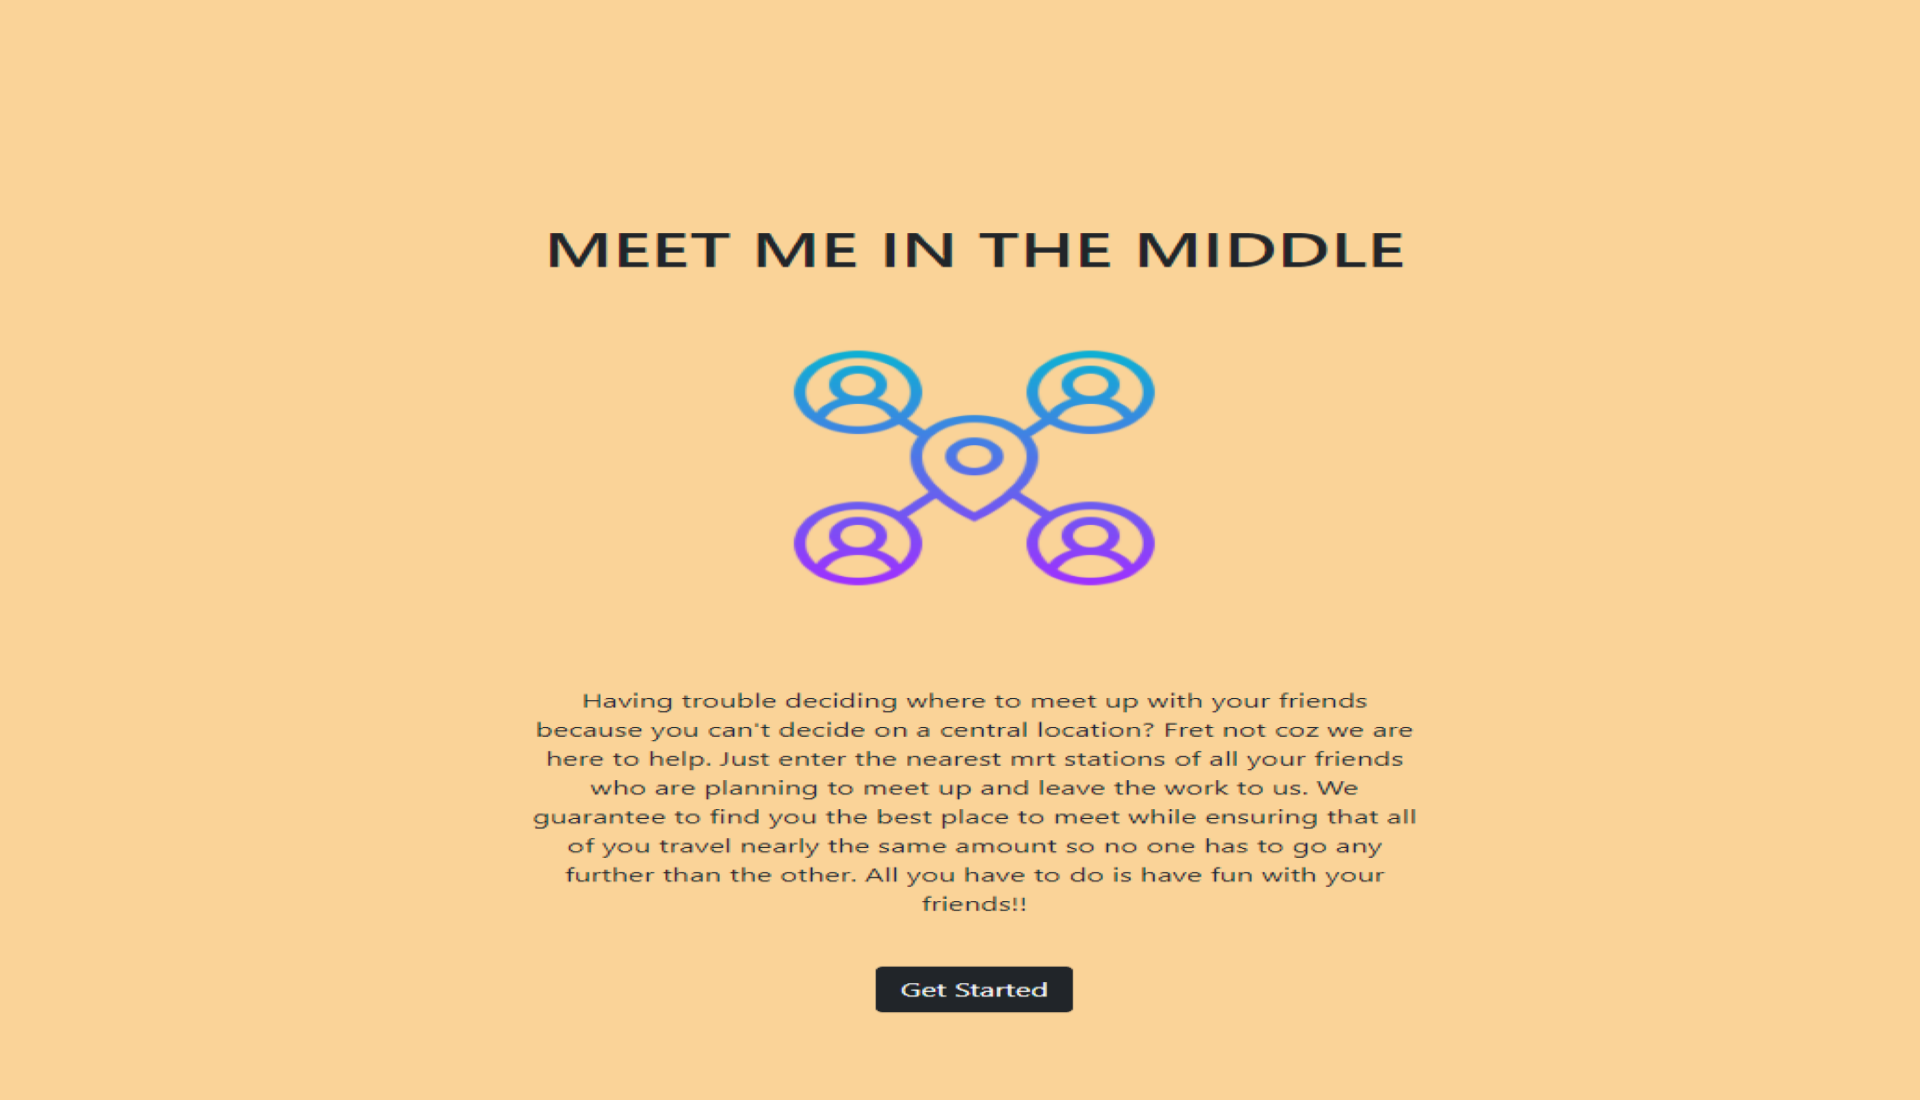 MEET ME IN THE MIDDLE
Having trouble deciding where to meet up with your friends
because you can't decide on a central location? Fret not coz we are
here to help. Just enter the nearest mrt stations of all your friends
who are planning to meet up and leave the work to us. We
guarantee to find you the best place to meet while ensuring that all
of you travel nearly the same amount so no one has to go any
further than the other. All you have to do is have fun with your
friends!!
Get Started